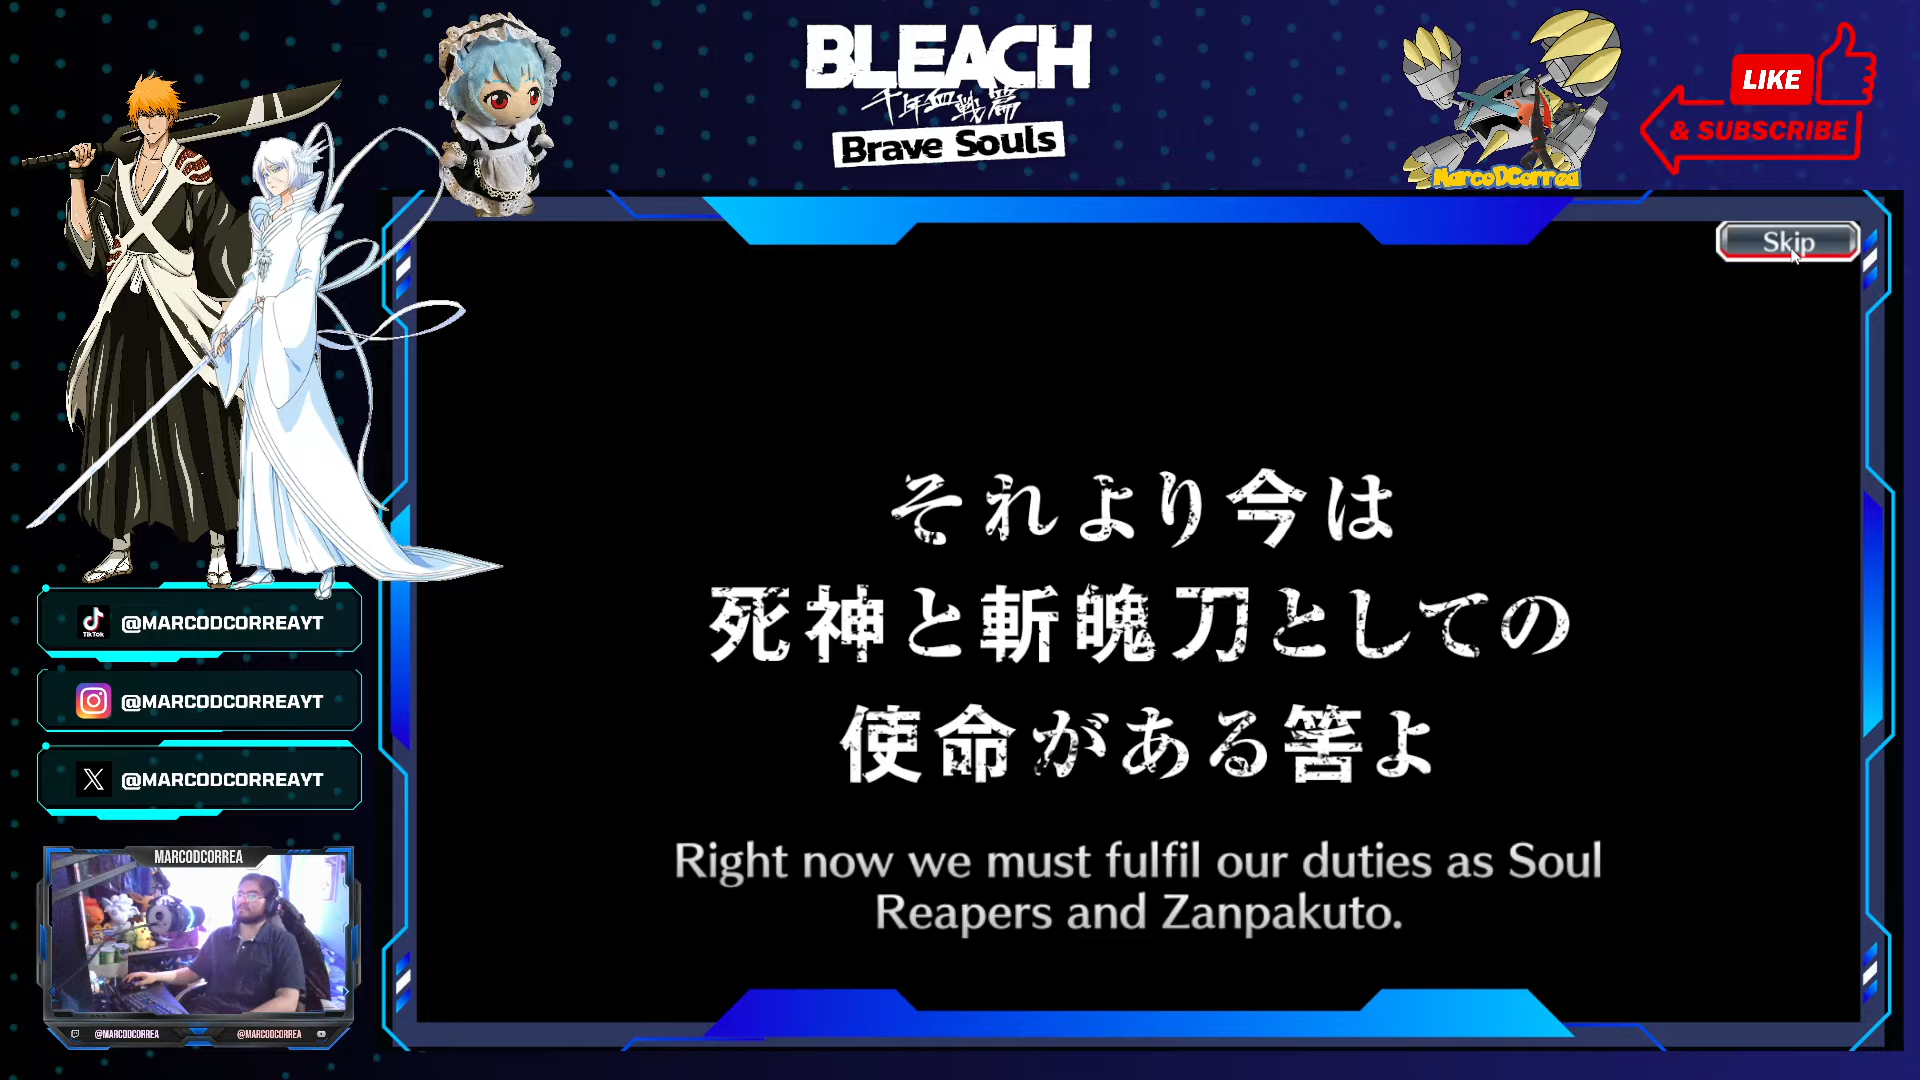 BLEACH
千年血戦篇
Brave Souls
MarcoDCorrea
LIKE
& SUBSCRIBE
Skip
それより今は
死神と斬魄刀としての
使命がある筈よ
Right now we must fulfil our duties as Soul
Reapers and Zanpakuto.
TikTok
@MARCODCORREAYT
@MARCODCORREAYT
@MARCODCORREAYT
MARCODCORREA
@MARCODCORREA
@MARCODCORREA